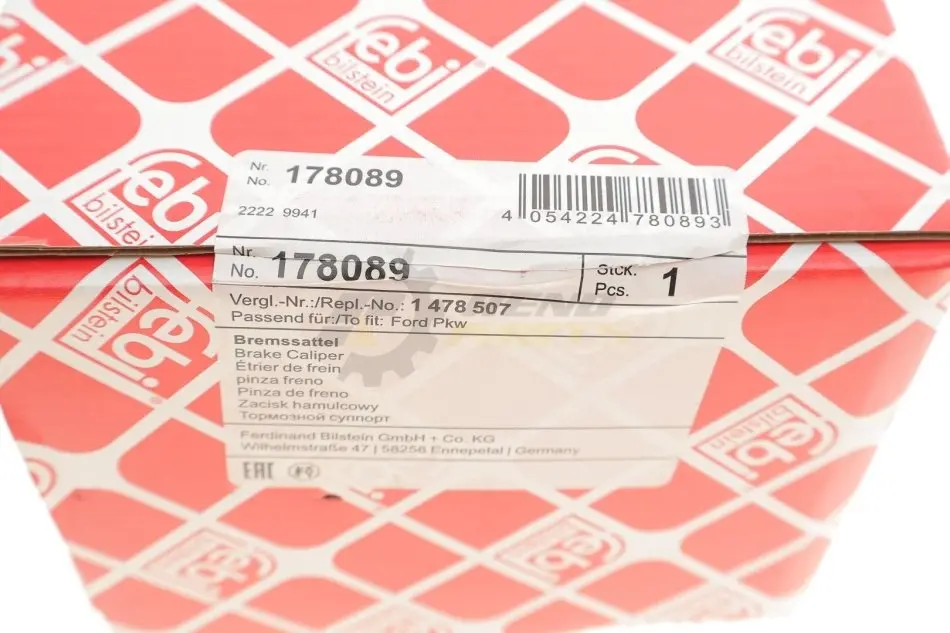 febi
bilstein
febi
bilstein
febi
bilstein
Nr.
No. 178089
2222 9941
4 054224 780893
Nr.
No. 178089
Stck.
Pcs. 1
Vergl.-Nr.:/Repl.-No.: 1 478 507
Passend für:/To fit: Ford Pkw
Bremssattel
Brake Caliper
Étrier de frein
pinza freno
Pinza de freno
Zacisk hamulcowy
Тормозной суппорт
Ferdinand Bilstein GmbH + Co. KG
Wilhelmstraße 47 | 58256 Ennepetal | Germany
EAC
febi
bilstein
febi
bilstein
febi
bilstein
febi
bilstein